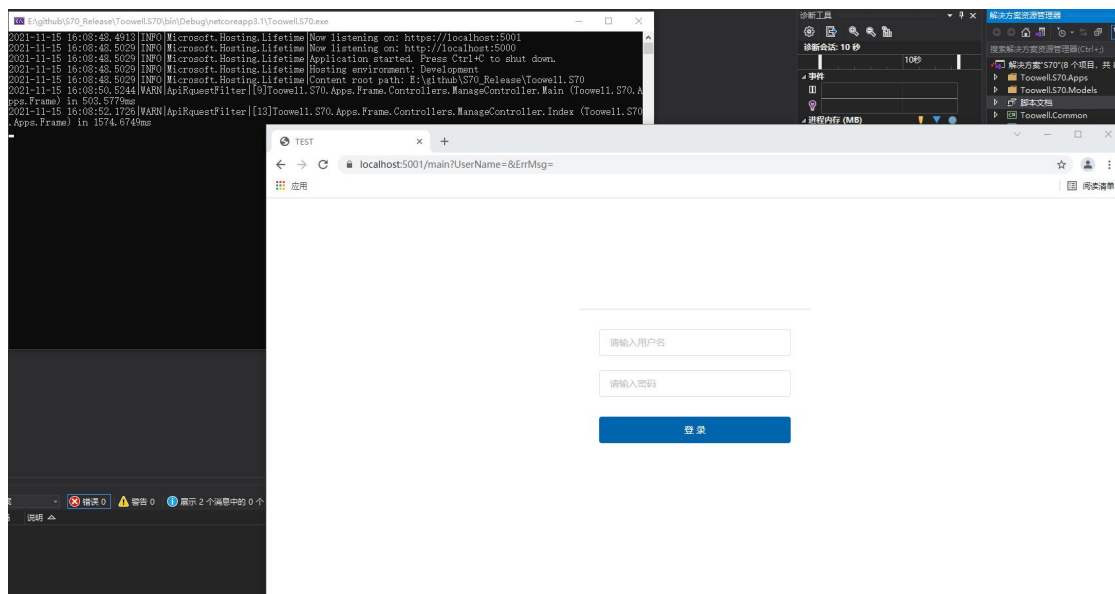 E:\github\S70_Release\Toowell.S70\bin\Debug\netcoreapp3.1\Toowell.S70.exe
2021-11-15 16:08:48.4913|INFO|Microsoft.Hosting.Lifetime|Now listening on: https://localhost:5001
2021-11-15 16:08:48.5029|INFO|Microsoft.Hosting.Lifetime|Now listening on: http://localhost:5000
2021-11-15 16:08:48.5029|INFO|Microsoft.Hosting.Lifetime|Application started. Press Ctrl+C to shut down.
2021-11-15 16:08:48.5029|INFO|Microsoft.Hosting.Lifetime|Hosting environment: Development
2021-11-15 16:08:48.5029|INFO|Microsoft.Hosting.Lifetime|Content root path: E:\github\S70_Release\Toowell.S70
2021-11-15 16:08:50.5244|WARN|ApiRquestFilter|[9]Toowell.S70.Apps.Frame.Controllers.ManageController.Main (Toowell.S70.A
pps.Frame) in 503.5779ms
2021-11-15 16:08:52.1726|WARN|ApiRquestFilter|[13]Toowell.S70.Apps.Frame.Controllers.ManageController.Index (Toowell.S70
.Apps.Frame) in 1574.6749ms
诊断工具
诊断会话: 10 秒
10秒
事件
进程内存 (MB)
解决方案资源管理器
搜索解决方案资源管理器(Ctrl+;)
解决方案"S70"(8 个项目, 共 8
Toowell.S70.Apps
Toowell.S70.Models
脚本文档
Toowell.Common
TEST
localhost:5001/main?UserName=&ErrMsg=
应用
阅读清单
请输入用户名
请输入密码
登 录
错误 0
警告 0
展示 2 个消息中的 0 个
说明